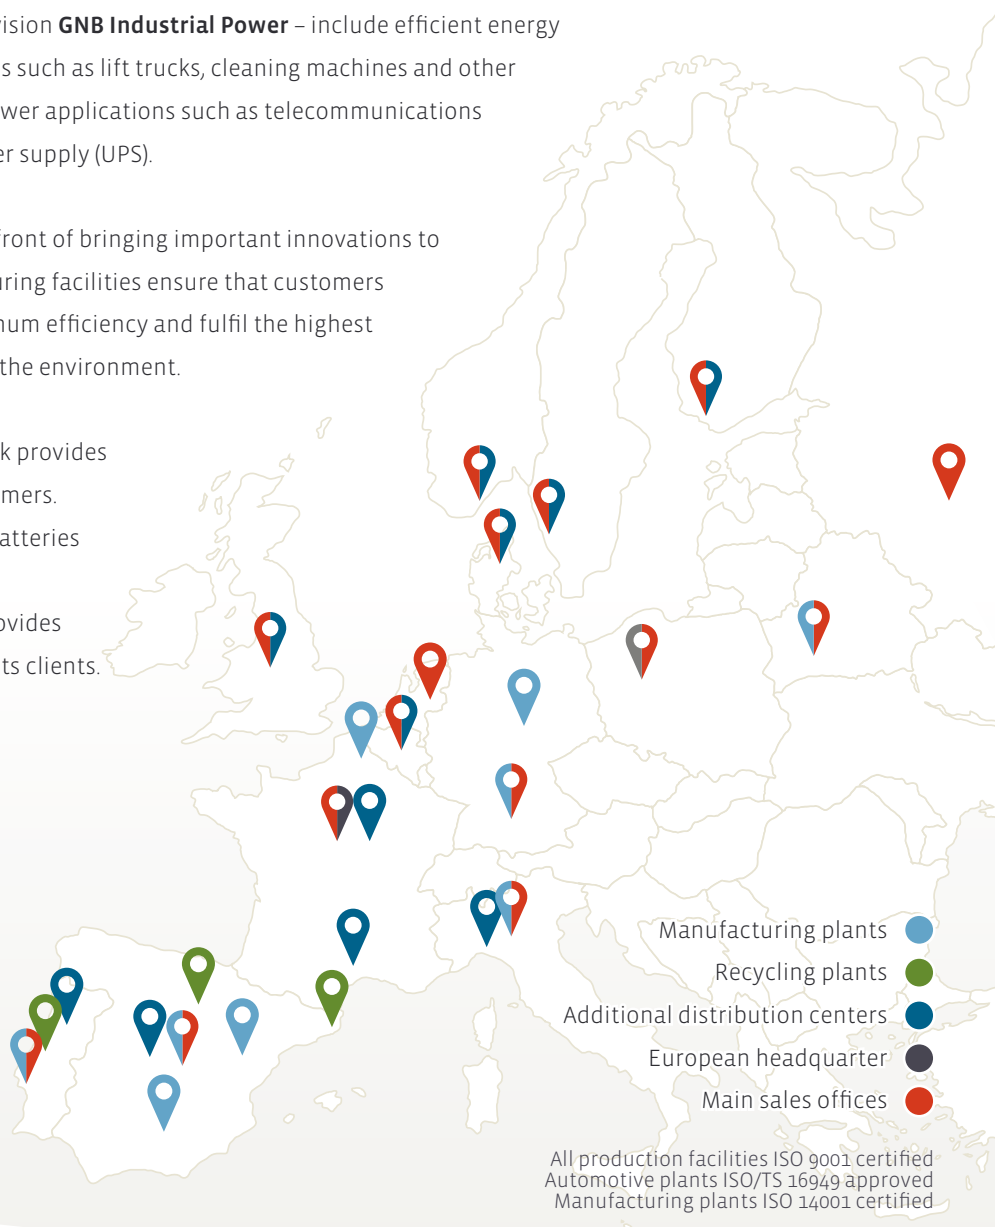 GNB Industrial Power – include efficient energy
s such as lift trucks, cleaning machines and other
wer applications such as telecommunications
er supply (UPS).
front of bringing important innovations to
uring facilities ensure that customers
num efficiency and fulfil the highest
the environment.
k provides
mers.
atteries
ovides
ts clients.
Manufacturing plants
Recycling plants
Additional distribution centers
European headquarter
Main sales offices
All production facilities ISO 9001 certified
Automotive plants ISO/TS 16949 approved
Manufacturing plants ISO 14001 certified